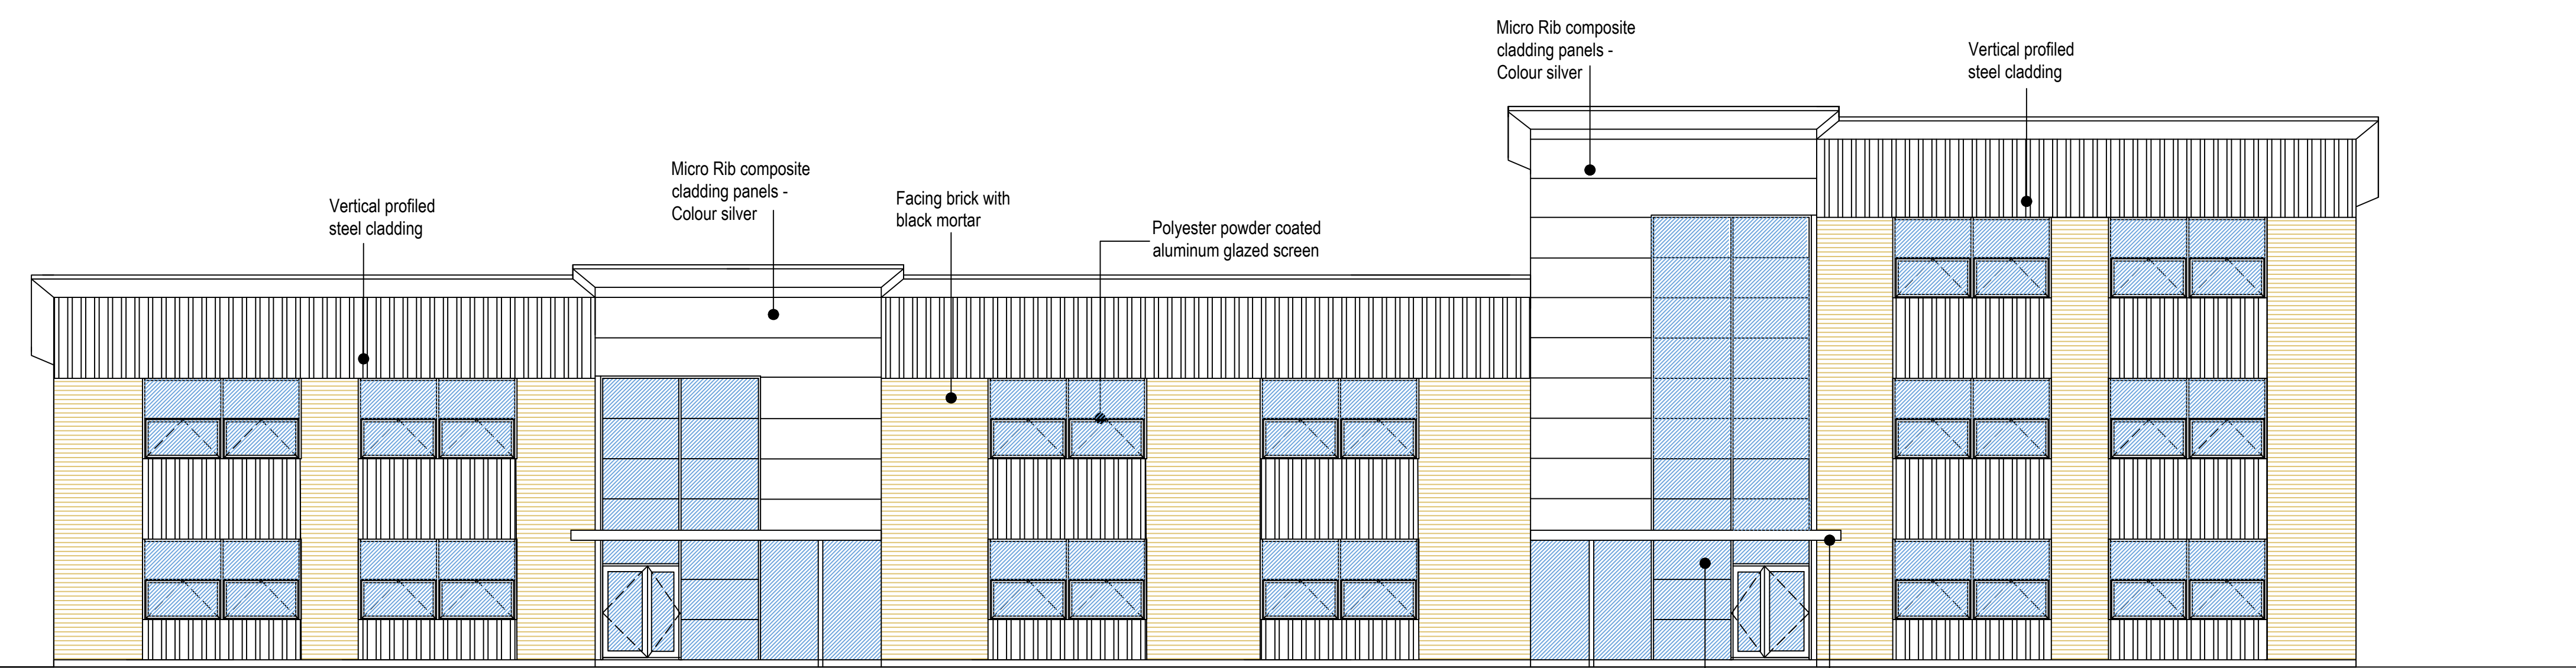 Micro Rib composite
cladding panels -
Colour silver
Vertical profiled
steel cladding
Micro Rib composite
cladding panels -
Colour silver
Facing brick with
black mortar
Vertical profiled
steel cladding
Polyester powder coated
aluminum glazed screen